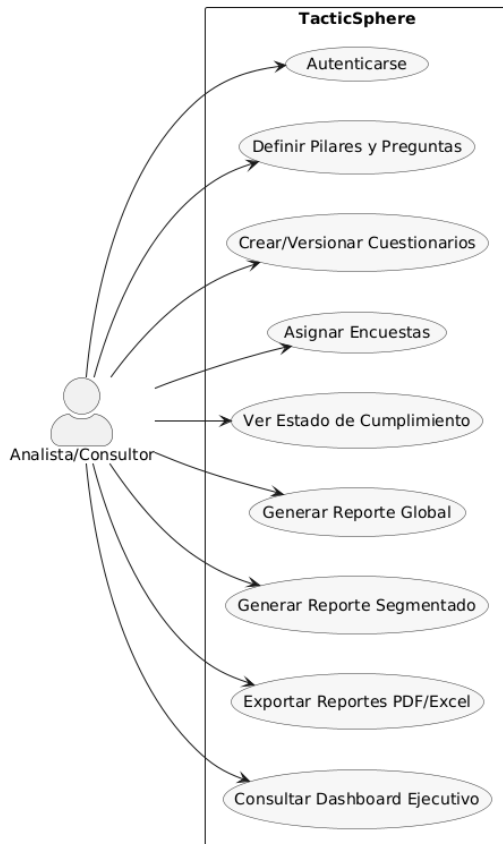 TacticSphere
Autenticarse
Definir Pilares y Preguntas
Crear/Versionar Cuestionarios
Asignar Encuestas
Ver Estado de Cumplimiento
Analista/Consultor
Generar Reporte Global
Generar Reporte Segmentado
Exportar Reportes PDF/Excel
Consultar Dashboard Ejecutivo